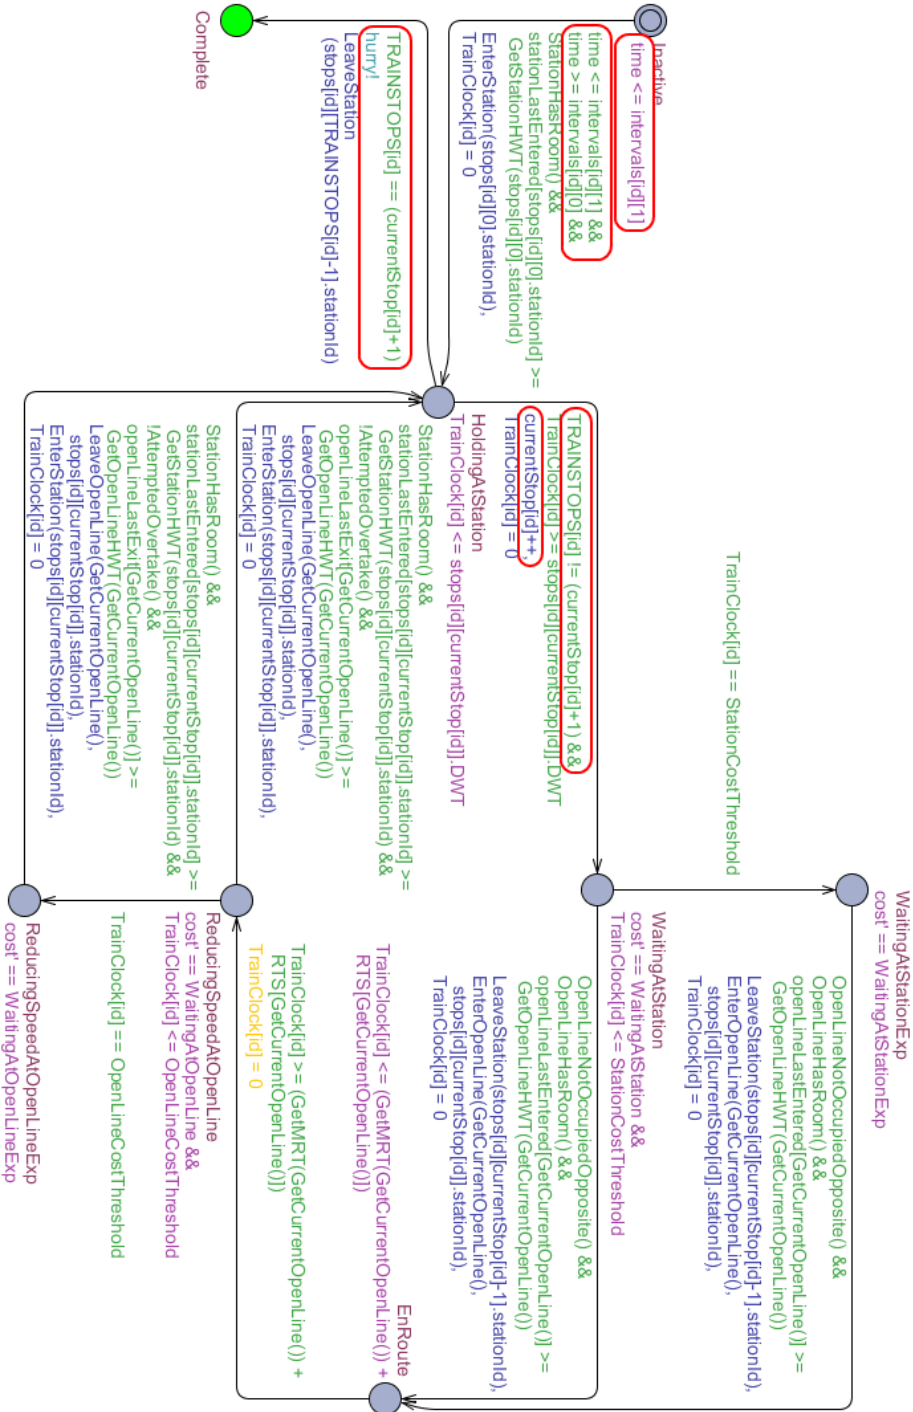 WaitingAtStationExp
cost' == WaitingAtStationExp
TrainClock[id] == StationCostThreshold
OpenLineNotOccupiedOpposite() &&
OpenLineHasRoom() &&
openLineLastEntered[GetCurrentOpenLine()] >=
GetOpenLineHWT(GetCurrentOpenLine())
LeaveStation(stops[id][currentStop[id]-1].stationId),
EnterOpenLine(GetCurrentOpenLine(),
stops[id][currentStop[id]].stationId),
TrainClock[id] = 0
Inactive
time <= intervals[id][1]
time <= intervals[id][1] &&
time >= intervals[id][0] &&
StationHasRoom() &&
stationLastEntered[stops[id][0].stationId] >=
GetStationHWT(stops[id][0].stationId)
EnterStation(stops[id][0].stationId),
TrainClock[id] = 0
TRAINSTOPS[id] != (currentStop[id]+1) &&
TrainClock[id] >= stops[id][currentStop[id]].DWT
currentStop[id]++,
TrainClock[id] = 0
WaitingAtStation
cost' == WaitingAtStation &&
TrainClock[id] <= StationCostThreshold
OpenLineNotOccupiedOpposite() &&
OpenLineHasRoom() &&
openLineLastEntered[GetCurrentOpenLine()] >=
GetOpenLineHWT(GetCurrentOpenLine())
LeaveStation(stops[id][currentStop[id]-1].stationId),
EnterOpenLine(GetCurrentOpenLine(),
stops[id][currentStop[id]].stationId),
TrainClock[id] = 0
HoldingAtStation
TrainClock[id] <= stops[id][currentStop[id]].DWT
TRAINSTOPS[id] == (currentStop[id]+1)
hurry!
LeaveStation
(stops[id][TRAINSTOPS[id]-1].stationId)
Complete
StationHasRoom() &&
stationLastEntered[stops[id][currentStop[id]].stationId] >=
GetStationHWT(stops[id][currentStop[id]].stationId) &&
!AttemptedOvertake() &&
openLineLastExit[GetCurrentOpenLine()] >=
GetOpenLineHWT(GetCurrentOpenLine())
LeaveOpenLine(GetCurrentOpenLine(),
stops[id][currentStop[id]].stationId),
EnterStation(stops[id][currentStop[id]].stationId),
TrainClock[id] = 0
EnRoute
TrainClock[id] <= (GetMRT(GetCurrentOpenLine()) +
RTS[GetCurrentOpenLine()])
TrainClock[id] >= (GetMRT(GetCurrentOpenLine()) +
RTS[GetCurrentOpenLine()])
TrainClock[id] = 0
StationHasRoom() &&
stationLastEntered[stops[id][currentStop[id]].stationId] >=
GetStationHWT(stops[id][currentStop[id]].stationId) &&
!AttemptedOvertake() &&
openLineLastExit[GetCurrentOpenLine()] >=
GetOpenLineHWT(GetCurrentOpenLine())
LeaveOpenLine(GetCurrentOpenLine(),
stops[id][currentStop[id]].stationId),
EnterStation(stops[id][currentStop[id]].stationId),
TrainClock[id] = 0
ReducingSpeedAtOpenLine
cost' == WaitingAtOpenLine &&
TrainClock[id] <= OpenLineCostThreshold
TrainClock[id] == OpenLineCostThreshold
ReducingSpeedAtOpenLineExp
cost' == WaitingAtOpenLineExp